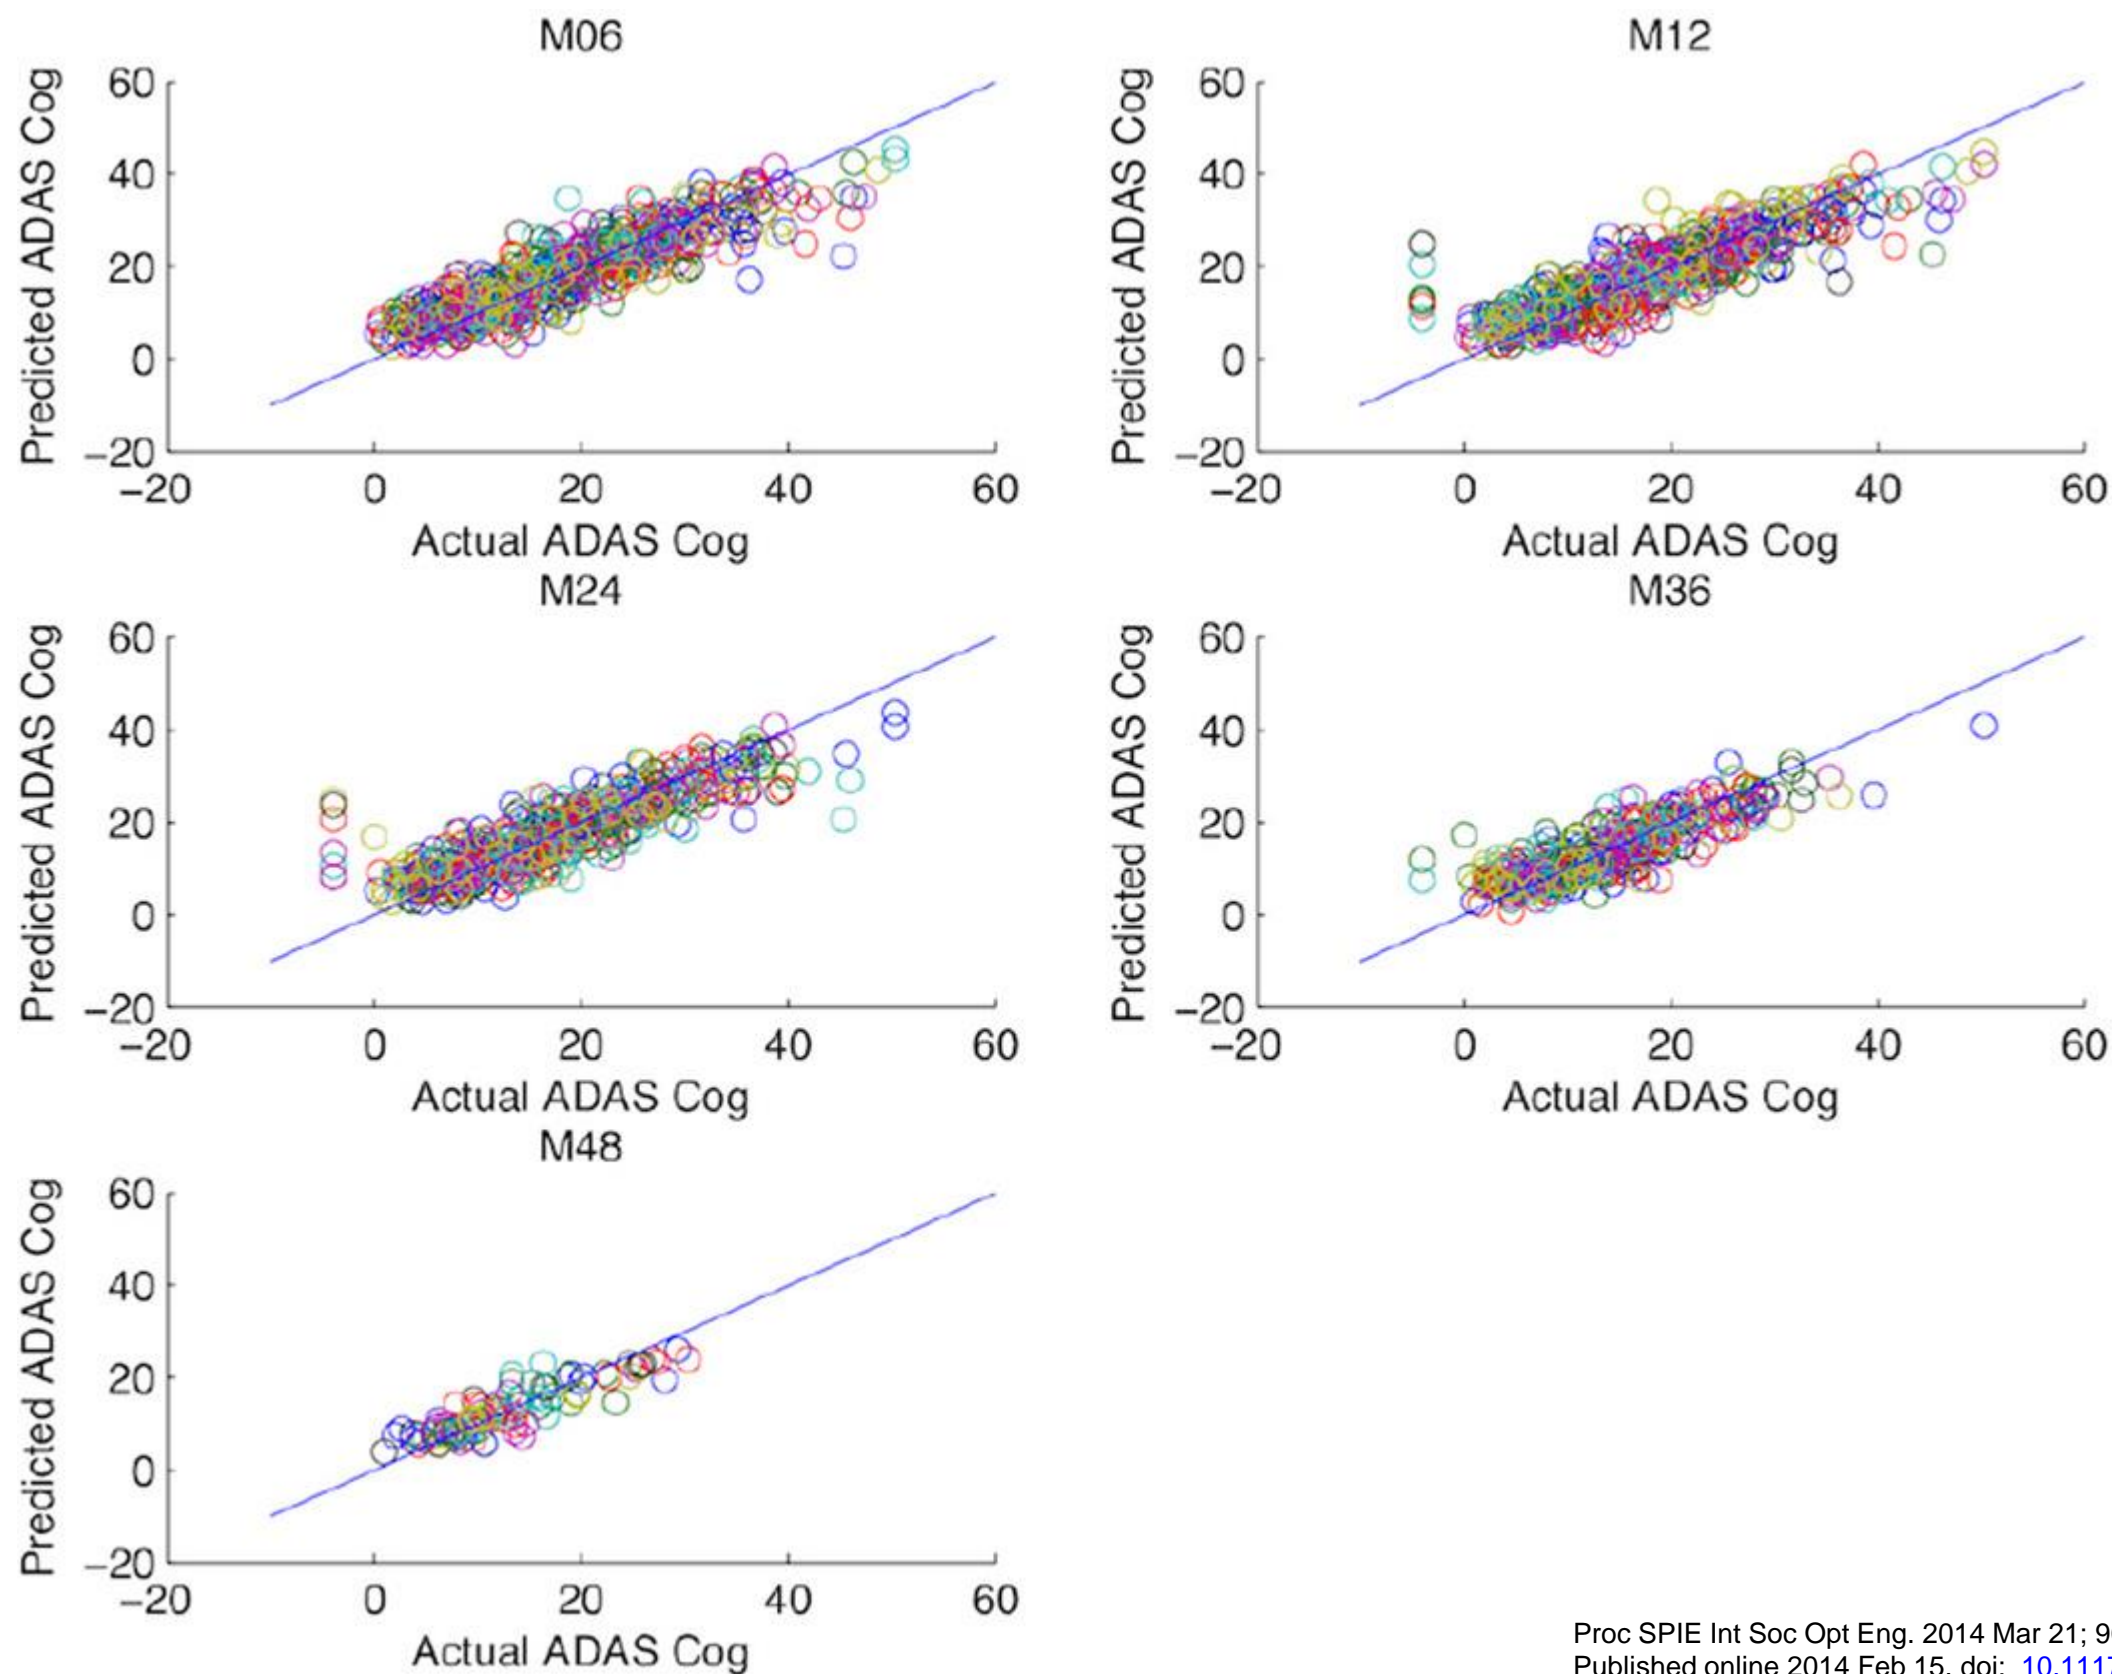 M06
Predicted ADAS Cog
60
40
20
0
−20
−20 0 20 40 60
Actual ADAS Cog
M12
Predicted ADAS Cog
60
40
20
0
−20
−20 0 20 40 60
Actual ADAS Cog
M24
Predicted ADAS Cog
60
40
20
0
−20
−20 0 20 40 60
Actual ADAS Cog
M36
Predicted ADAS Cog
60
40
20
0
−20
−20 0 20 40 60
Actual ADAS Cog
M48
Predicted ADAS Cog
60
40
20
0
−20
−20 0 20 40 60
Actual ADAS Cog
Proc SPIE Int Soc Opt Eng. 2014 Mar 21;
Published online 2014 Feb 15. doi: 10.1117